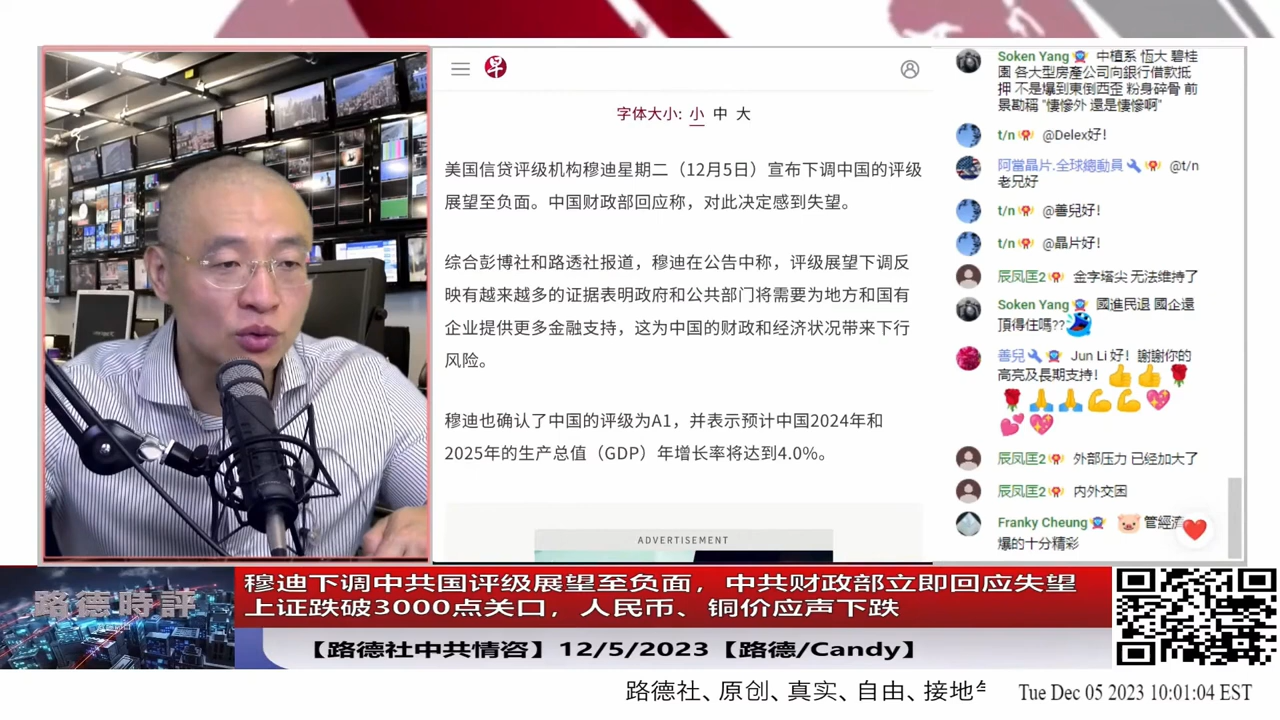 早
字体大小: 小 中 大
美国信贷评级机构穆迪星期二（12月5日）宣布下调中国的评级
展望至负面。中国财政部回应称，对此决定感到失望。
综合彭博社和路透社报道，穆迪在公告中称，评级展望下调反
映有越来越多的证据表明政府和公共部门将需要为地方和国有
企业提供更多金融支持，这为中国的财政和经济状况带来下行
风险。
穆迪也确认了中国的评级为A1，并表示预计中国2024年和
2025年的生产总值（GDP）年增长率将达到4.0%。
ADVERTISEMENT
Soken Yang 中植系 恆大 碧桂
園 各大型房產公司向銀行借款抵
押 不是爆到東倒西歪 粉身碎骨 前
景勘稱 "悽慘外 還是悽慘啊"
t/n @Delex好!
阿當晶片.全球總動員 @t/n
老兄好
t/n @善兒好!
t/n @晶片好!
辰凤匡2 金字塔尖 无法维持了
Soken Yang 國進民退 國企還
頂得住嗎??
善兒 Jun Li 好！謝謝你的
高亮及長期支持!
辰凤匡2 外部压力 已经加大了
辰凤匡2 内外交困
Franky Cheung 管經濟
爆的十分精彩
路德時評
穆迪下调中共国评级展望至负面，中共财政部立即回应失望
上证跌破3000点关口，人民币、铜价应声下跌
【路德社中共情咨】12/5/2023【路德/Candy】
路德社、原创、真实、自由、接地
Tue Dec 05 2023 10:01:04 EST